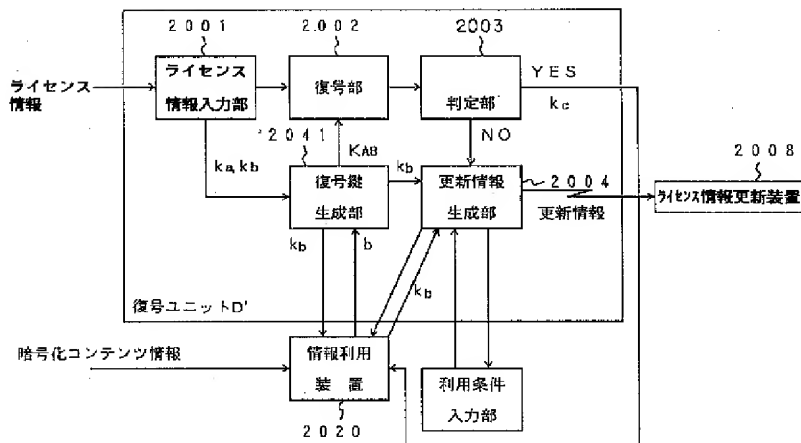 2001
2002
2003
ライセンス
情報
ライセンス
情報入力部
復号部
判定部
YES
kc
2041
KAB
NO
ka,kb
kb
2008
復号鍵
生成部
更新情報
生成部
2004
更新情報
ライセンス情報更新装置
kb
b
kb
復号ユニットD'
暗号化コンテンツ情報
情報利用
装置
利用条件
入力部
2020